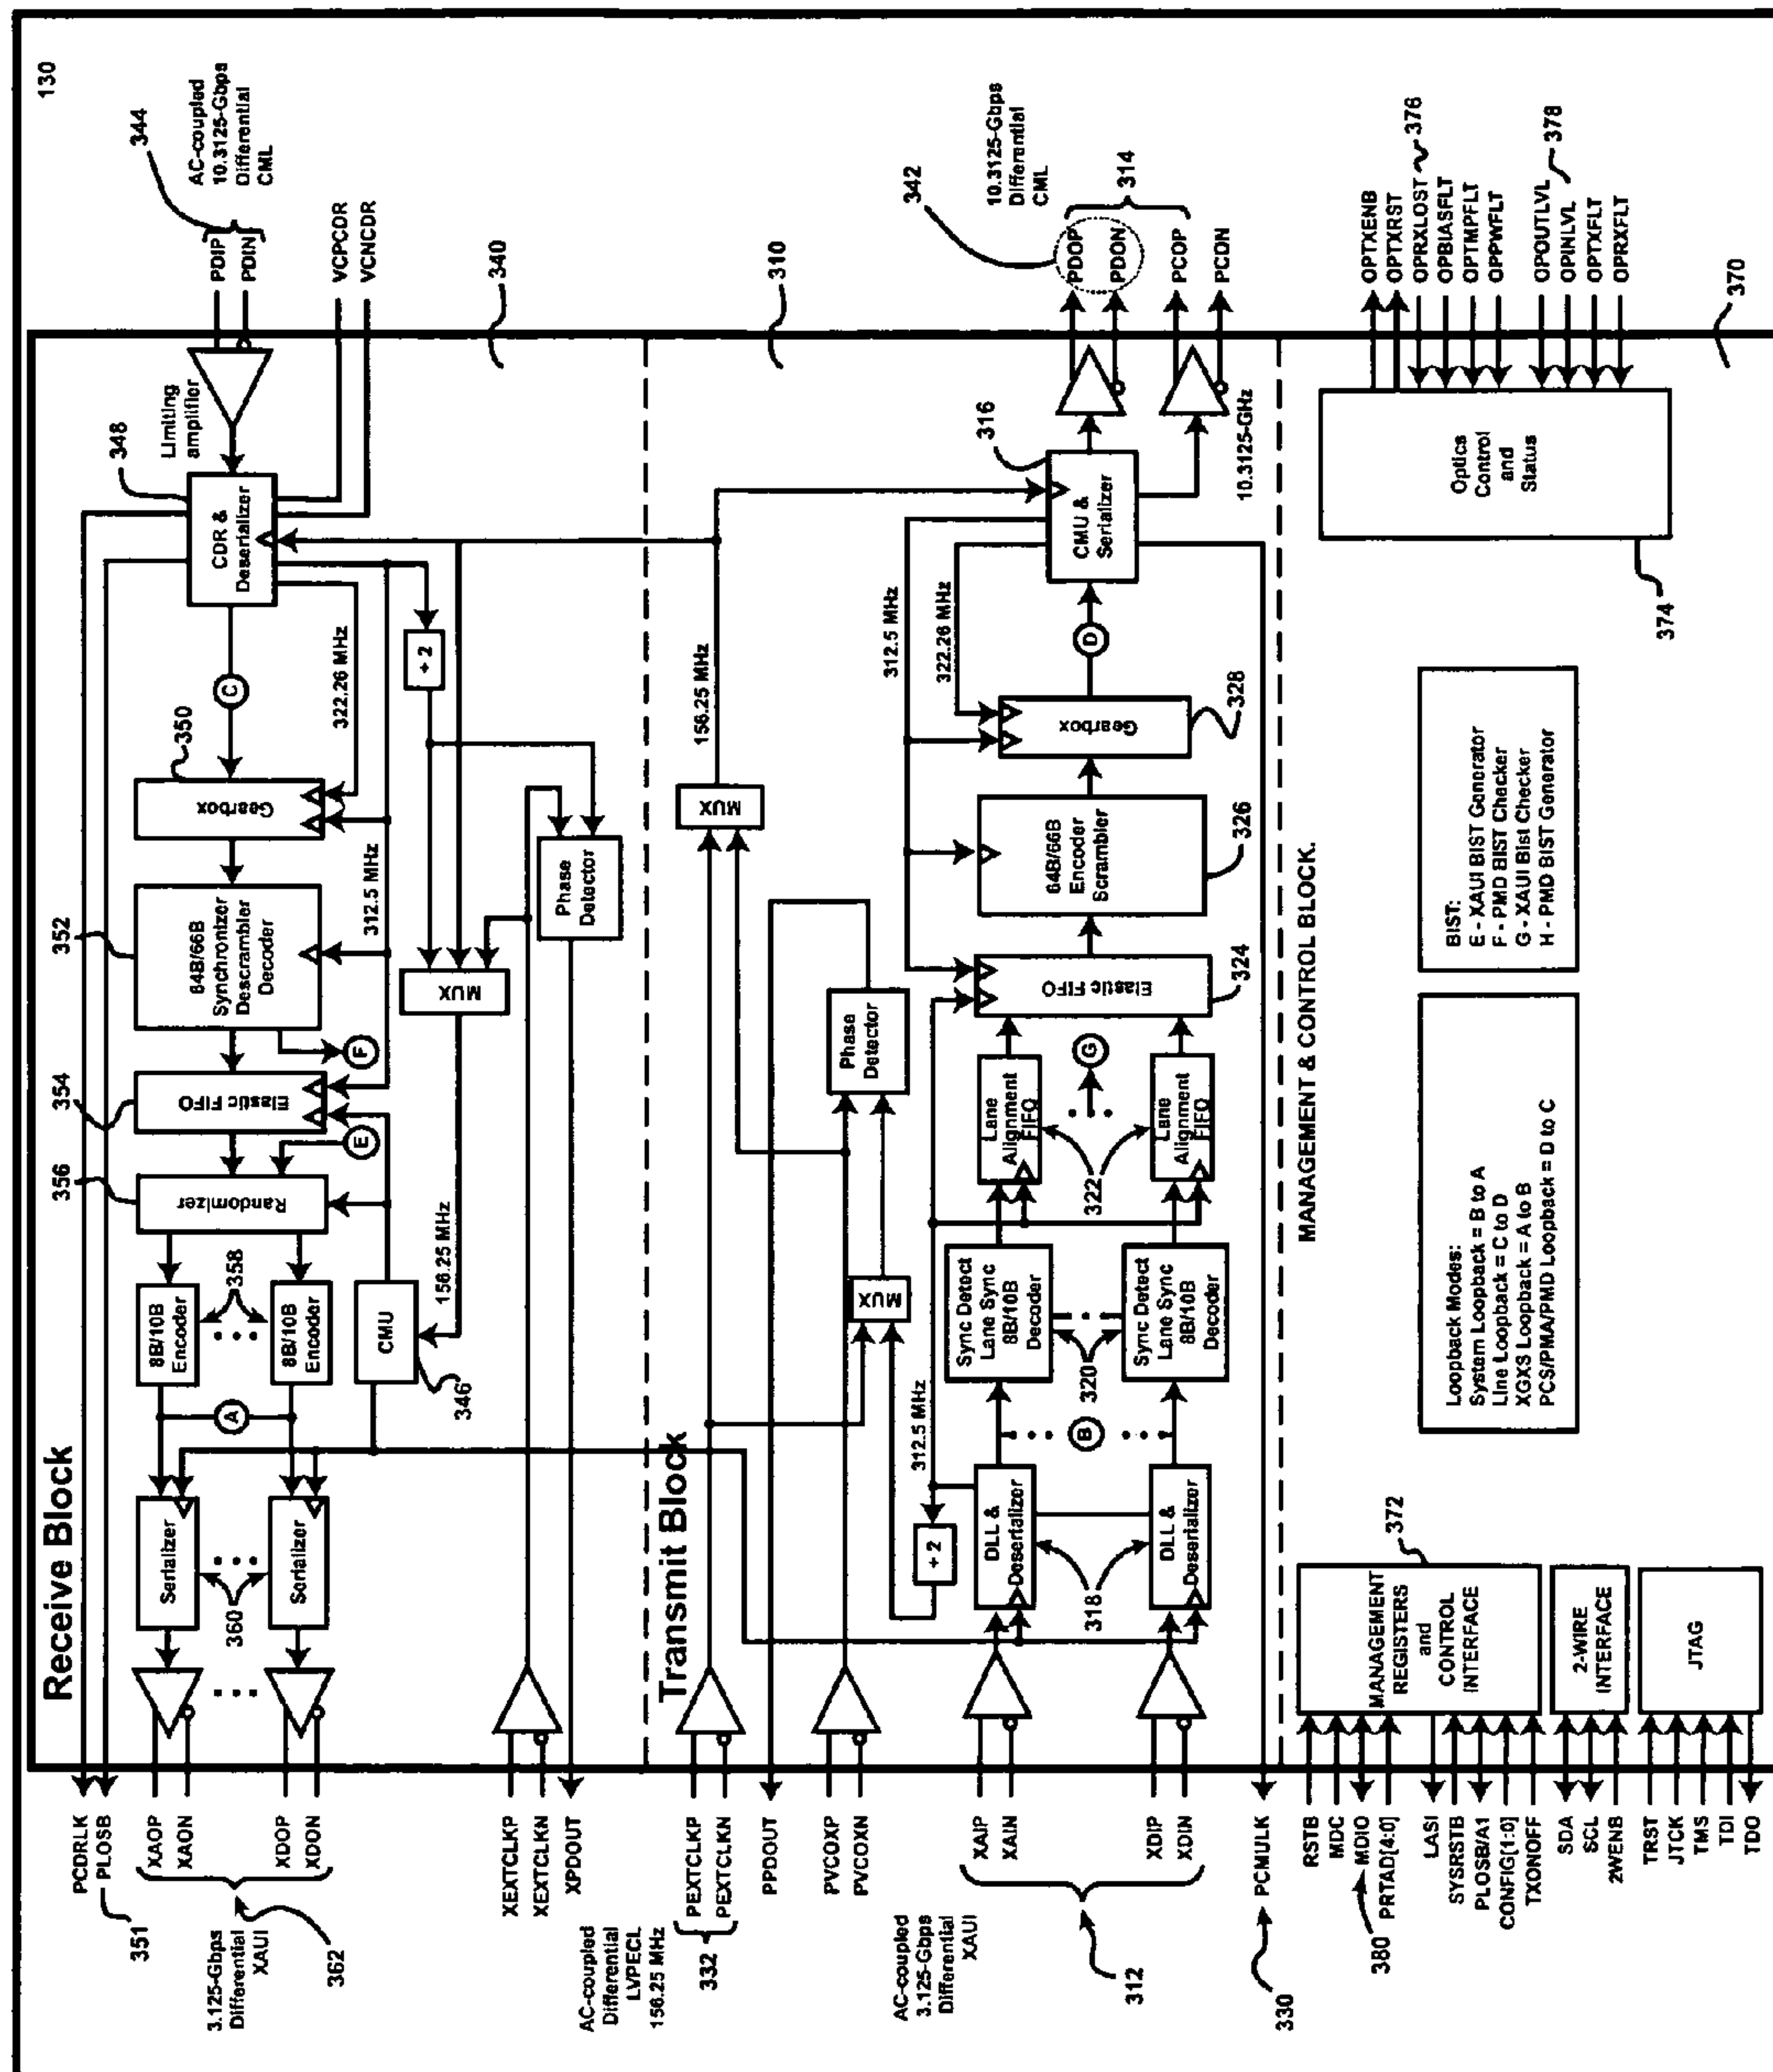 130
Receive Block
PCDRLK
PLOSB
351
XAOP
XAON
XDOP
XDON
3.125-Gbps
Differential
XAUI
362
Serializer
360
Serializer
A
8B/10B
Encoder
358
8B/10B
Encoder
CMU
346
356
Randomizer
E
354
Elastic FIFO
F
352
64B/66B
Synchronizer
Descrambler
Decoder
312.5 MHz
350
Gearbox
322.26 MHz
C
348
CDR &
Deserializer
Limiting
amplifier
344
PDIP
PDIN
AC-coupled
10.3125-Gbps
Differential
CML
VCPCDR
VCNCDR
÷ 2
MUX
156.25 MHz
Phase
Detector
340
XEXTCLKP
XEXTCLKN
XPDOUT
Transmit Block
310
AC-coupled
Differential
LVPECL
156.25 MHz
PEXTCLKP
PEXTCLKN
332
PPDOUT
PVCOXP
PVCOXN
MUX
156.25 MHz
MUX
Phase
Detector
AC-coupled
3.125-Gbps
Differential
XAUI
XAIP
XAIN
XDIP
XDIN
312
÷ 2
312.5 MHz
DLL &
Deserializer
318
DLL &
Deserializer
B
Sync Detect
Lane Sync
8B/10B
Decoder
320
Sync Detect
Lane Sync
8B/10B
Decoder
Lane
Alignment
FIFO
322
G
Lane
Alignment
FIFO
Elastic FIFO
324
64B/66B
Encoder
Scrambler
326
Gearbox
328
312.5 MHz
322.26 MHz
D
CMU &
Serializer
316
10.3125-GHz
342
PDOP
PDON
PCOP
PCON
314
10.3125-Gbps
Differential
CML
PCMULK
330
MANAGEMENT & CONTROL BLOCK.
RSTB
MDC
MDIO
PRTAD[4:0]
380
LASI
SYSRSTB
PLOSB/A1
CONFIG[1:0]
TXONOFF
SDA
SCL
2WENB
TRST
JTCK
TMS
TDI
TDO
MANAGEMENT
REGISTERS
and
CONTROL
INTERFACE
372
2-WIRE
INTERFACE
JTAG
Loopback Modes:
System Loopback = B to A
Line Loopback = C to D
XGXS Loopback = A to B
PCS/PMA/PMD Loopback = D to C
BIST:
E - XAUI BIST Generator
F - PMD BIST Checker
G - XAUI Bist Checker
H - PMD BIST Generator
Optics
Control
and
Status
374
OPTXENB
OPTXRST
OPRXLOST
376
OPBIASFLT
OPTMPFLT
OPPWFLT
OPOUTLVL
OPINLVL
378
OPTXFLT
OPRXFLT
370